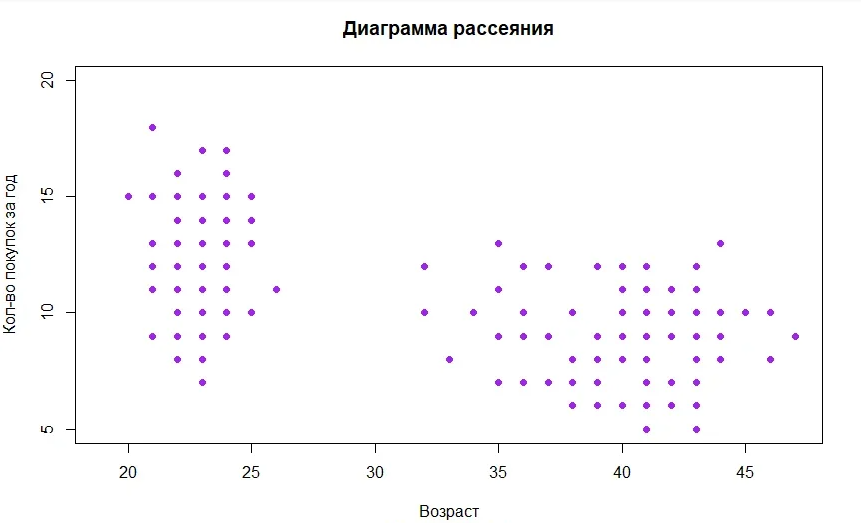 Диаграмма рассеяния
20
15
10
5
Кол-во покупок за год
20 25 30 35 40 45
Возраст